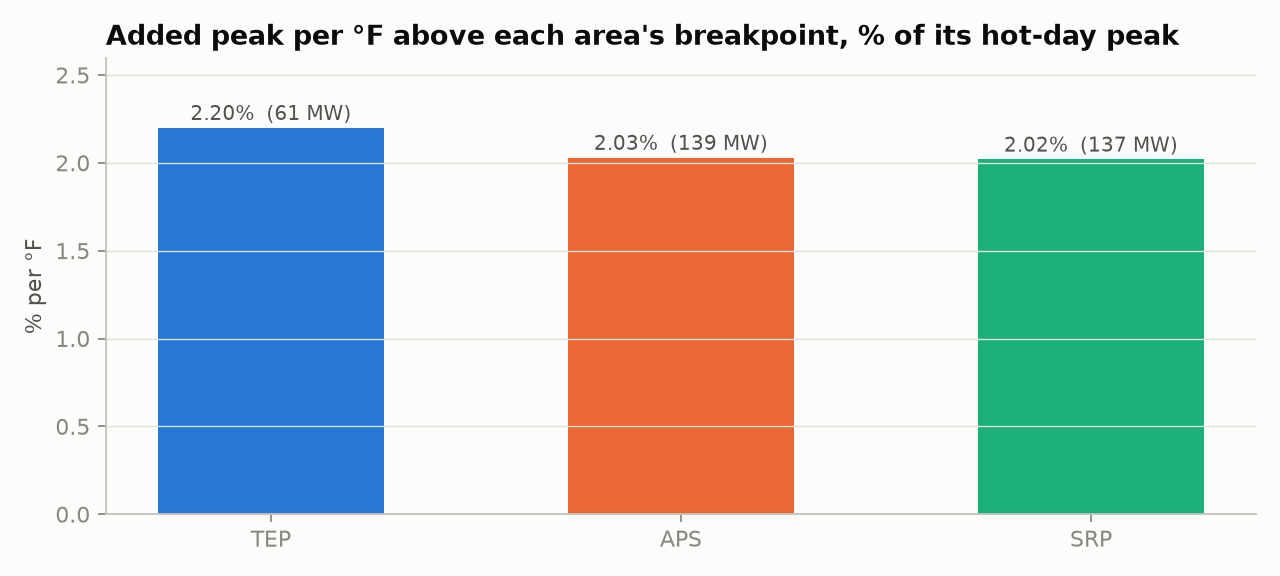 Added peak per °F above each area's breakpoint, % of its hot-day peak
2.5
2.20%  (61 MW)
2.03%  (139 MW)
2.02%  (137 MW)
2.0
1.5
% per °F
1.0
0.5
0.0
TEP
APS
SRP